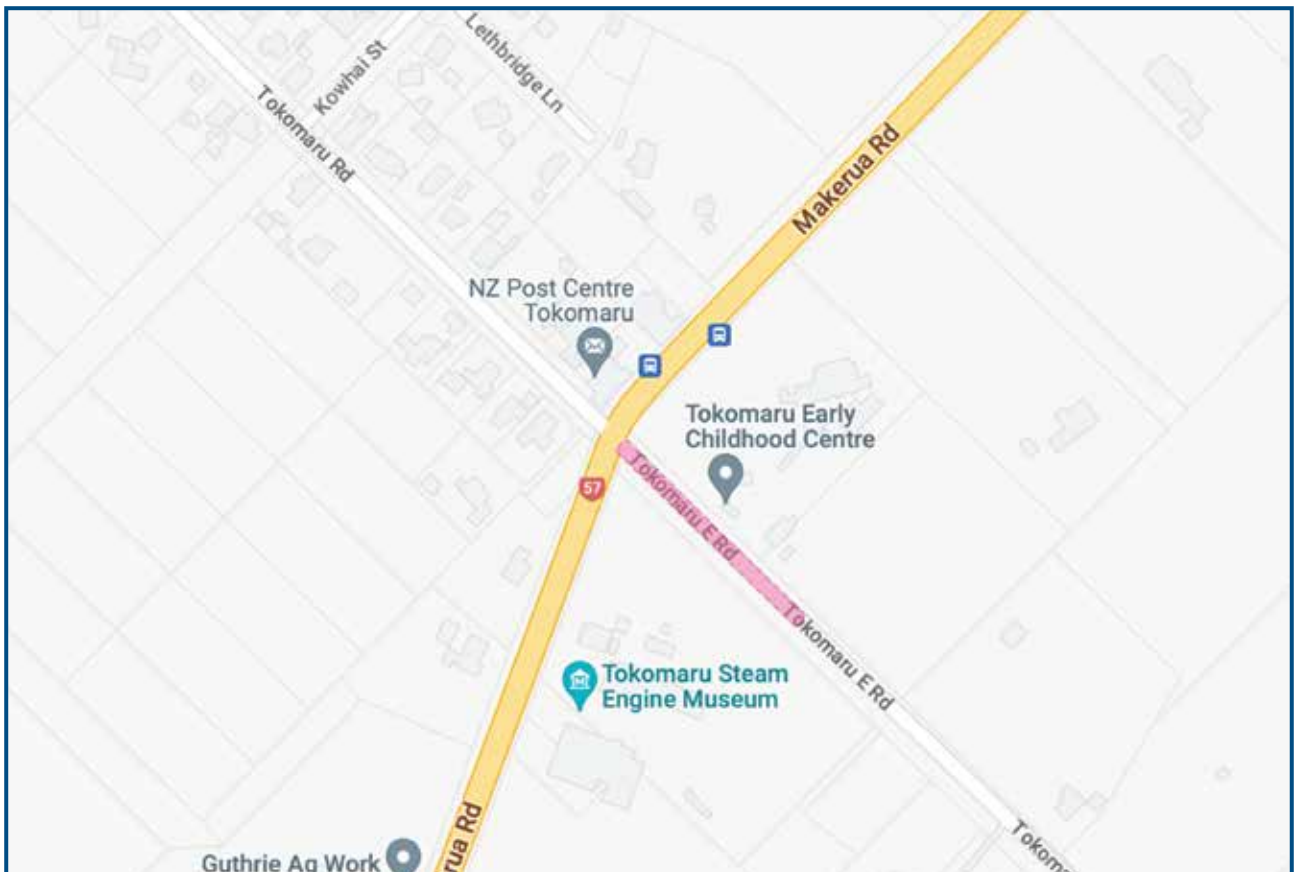 Lethbridge Ln
Kowhai St
Tokomaru Rd
Makerua Rd
NZ Post Centre
Tokomaru
Tokomaru Early
Childhood Centre
57
Tokomaru E Rd
Tokomaru E Rd
Tokomaru Steam
Engine Museum
Tokoma
rua Rd
Guthrie Ag Work